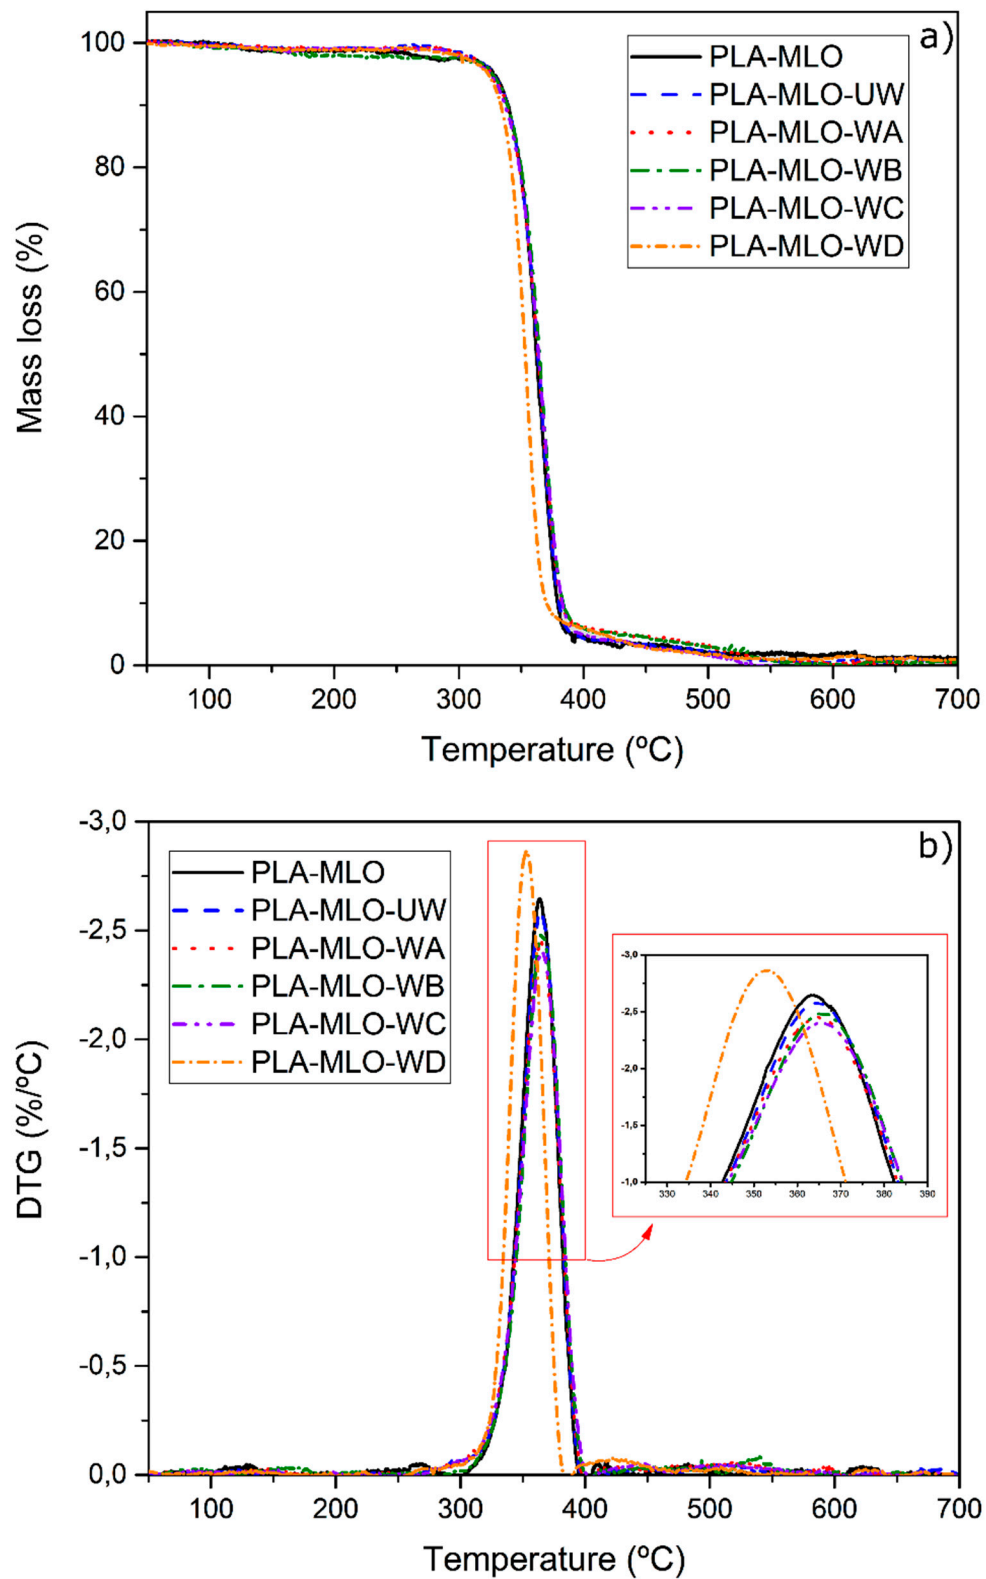 a)
PLA-MLO
PLA-MLO-UW
PLA-MLO-WA
PLA-MLO-WB
PLA-MLO-WC
PLA-MLO-WD
100
80
60
40
20
0
Mass loss (%)
100 200 300 400 500 600 700
Temperature (ºC)
b)
PLA-MLO
PLA-MLO-UW
PLA-MLO-WA
PLA-MLO-WB
PLA-MLO-WC
PLA-MLO-WD
-3,0
-2,5
-2,0
-1,5
-1,0
-0,5
0,0
DTG (%/ºC)
-3,0
-2,5
-2,0
-1,5
-1,0
330 340 350 360 370 380 390
100 200 300 400 500 600 700
Temperature (ºC)